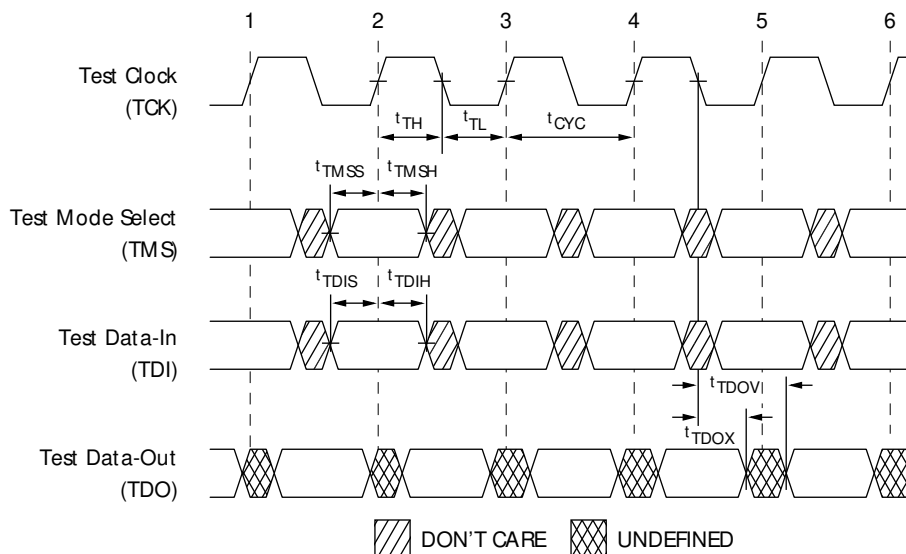 1 2 3 4 5 6
Test Clock
(TCK)
tTH tTL tCYC
tTMSS tTMSH
Test Mode Select
(TMS)
tTDIS tTDIH
Test Data-In
(TDI)
tTDOV
tTDOX
Test Data-Out
(TDO)
DON'T CARE UNDEFINED